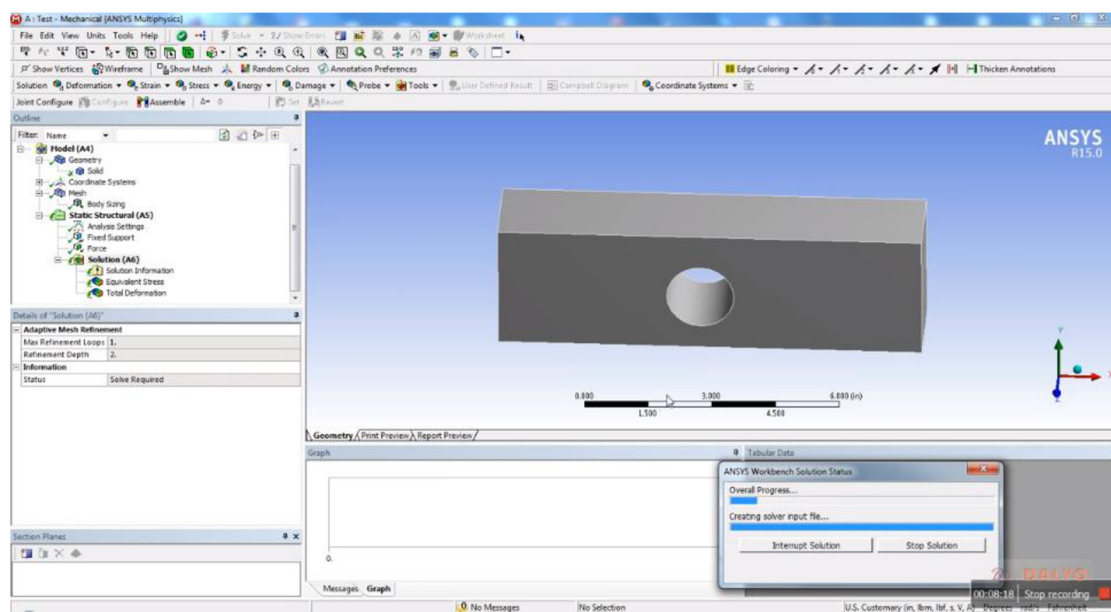 A : Test - Mechanical [ANSYS Multiphysics]
File Edit View Units Tools Help Solve ?/ Show Errors Worksheet
Show Vertices Wireframe Show Mesh Random Colors Annotation Preferences Edge Coloring Thicken Annotations
Solution Deformation Strain Stress Energy Damage Probe Tools User Defined Result Campbell Diagram Coordinate Systems
Joint Configure Configure Assemble Δ= 0 Set Revert
Outline
Filter: Name
Model (A4)
Geometry
Solid
Coordinate Systems
Mesh
Body Sizing
Static Structural (A5)
Analysis Settings
Fixed Support
Force
Solution (A6)
Solution Information
Equivalent Stress
Total Deformation
Details of "Solution (A6)"
Adaptive Mesh Refinement
Max Refinement Loops 1.
Refinement Depth 2.
Information
Status Solve Required
Section Planes
ANSYS
R15.0
Y
X
Z
0.000 3.000 6.000 (in)
1.500 4.500
Geometry Print Preview Report Preview
Graph
0.
Messages Graph
Tabular Data
ANSYS Workbench Solution Status
Overall Progress...
Creating solver input file...
Interrupt Solution Stop Solution
00:08:18 Stop recording
0 No Messages No Selection U.S. Customary (in, lbm, lbf, s, V, A) Degrees rad/s Fahrenheit